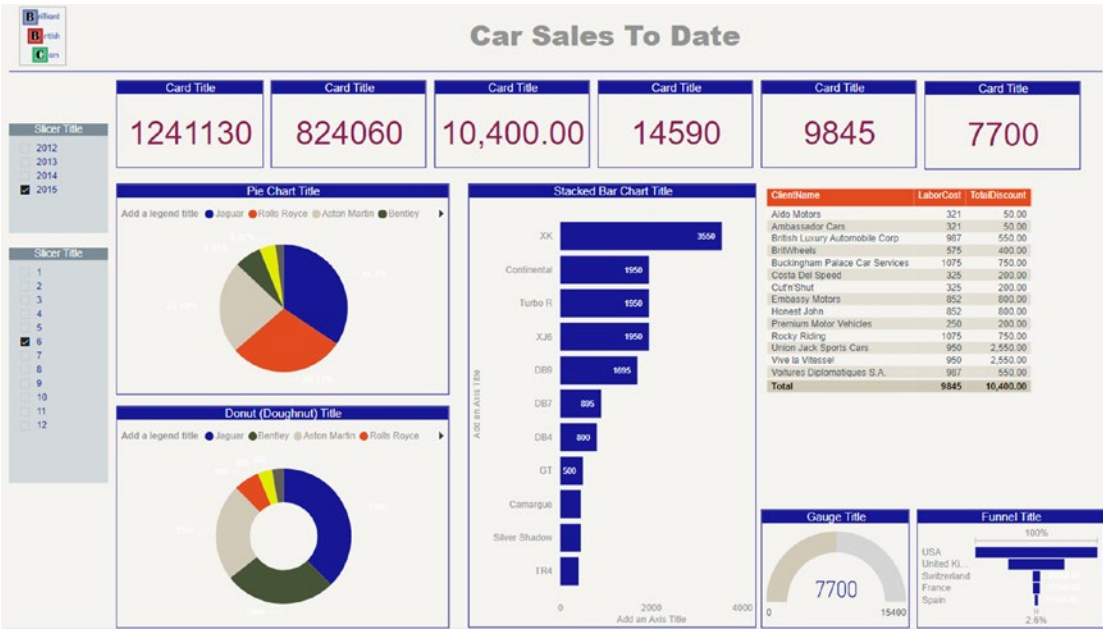 Brilliant
British
Cars
Car Sales To Date
Card Title
1241130
Card Title
824060
Card Title
10,400.00
Card Title
14590
Card Title
9845
Card Title
7700
Slicer Title
2012
2013
2014
2015
Slicer Title
1
2
3
4
5
6
7
8
9
10
11
12
Pie Chart Title
Add a legend title Jaguar Rolls Royce Aston Martin Bentley
Donut (Doughnut) Title
Add a legend title Jaguar Bentley Aston Martin Rolls Royce
Stacked Bar Chart Title
Add an Axis Title
XK 3550
Continental 1950
Turbo R 1950
XJ6 1950
DB9 1695
DB7 895
DB4 800
GT 500
Camargue
Silver Shadow
TR4
0 2000 4000
Add an Axis Title
ClientName LaborCost TotalDiscount
Aldo Motors 321 50.00
Ambassador Cars 321 50.00
British Luxury Automobile Corp 987 550.00
BritWheels 575 400.00
Buckingham Palace Car Services 1075 750.00
Costa Del Speed 325 200.00
Cut'n'Shut 325 200.00
Embassy Motors 852 800.00
Honest John 852 800.00
Premium Motor Vehicles 250 200.00
Rocky Riding 1075 750.00
Union Jack Sports Cars 950 2,550.00
Vive la Vitesse! 950 2,550.00
Voitures Diplomatiques S.A. 987 550.00
Total 9845 10,400.00
Gauge Title
7700
0 15400
Funnel Title
100%
USA
United Ki...
Switzerland
France
Spain
2.6%